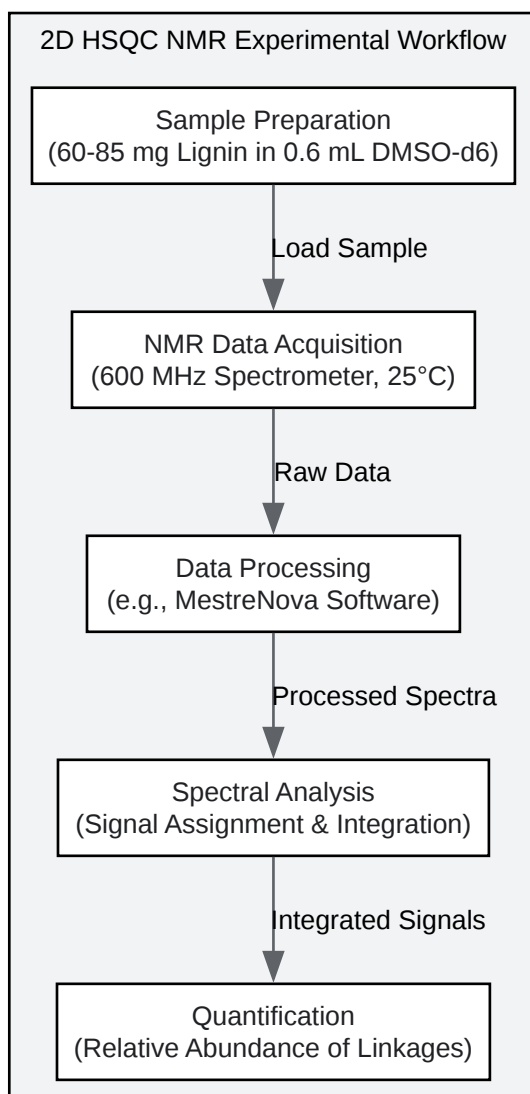 2D HSQC NMR Experimental Workflow
Sample Preparation
(60-85 mg Lignin in 0.6 mL DMSO-d6)
Load Sample
NMR Data Acquisition
(600 MHz Spectrometer, 25°C)
Raw Data
Data Processing
(e.g., MestreNova Software)
Processed Spectra
Spectral Analysis
(Signal Assignment & Integration)
Integrated Signals
Quantification
(Relative Abundance of Linkages)